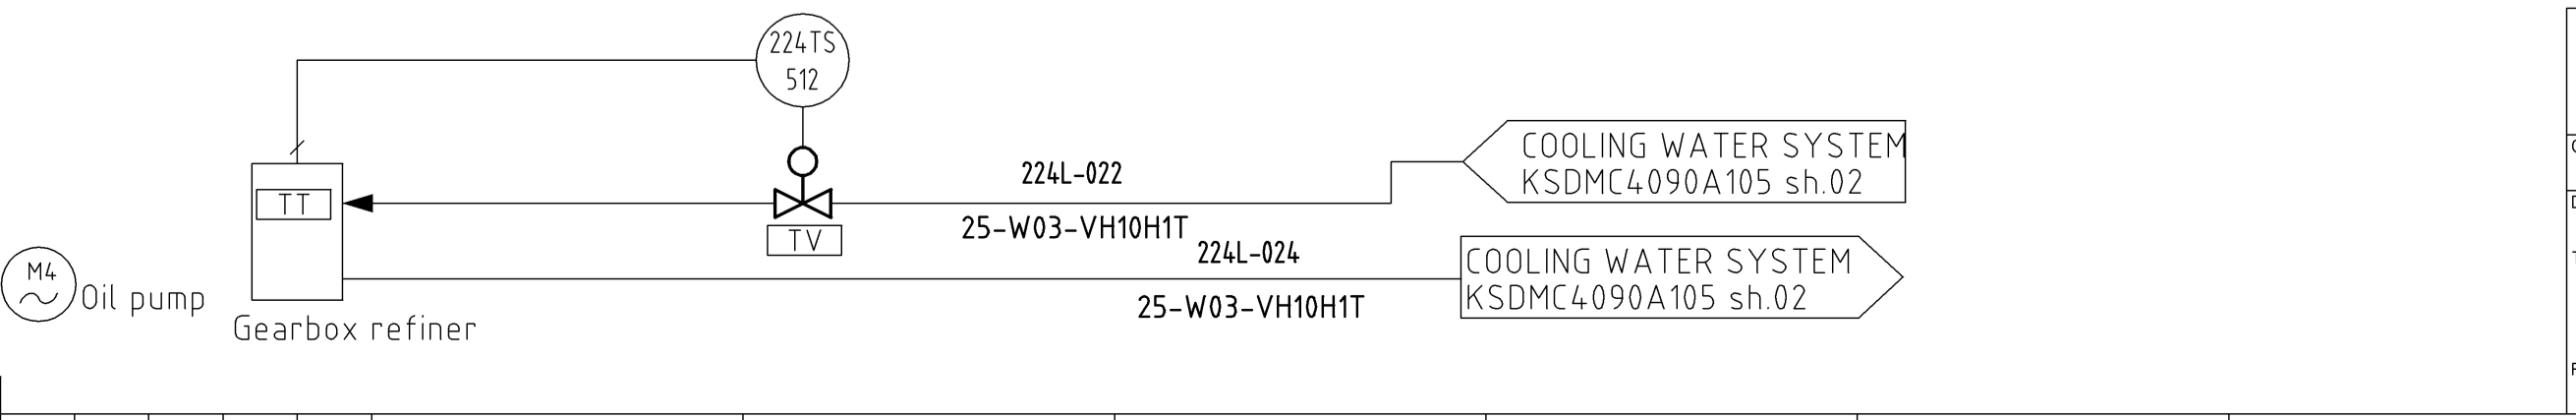 224TS
512
COOLING WATER SYSTEM
KSDMC4090A105 sh.02
224L-022
TT
25-W03-VH10H1T
TV
224L-024
COOLING WATER SYSTEM
KSDMC4090A105 sh.02
M4
Oil pump
25-W03-VH10H1T
Gearbox refiner